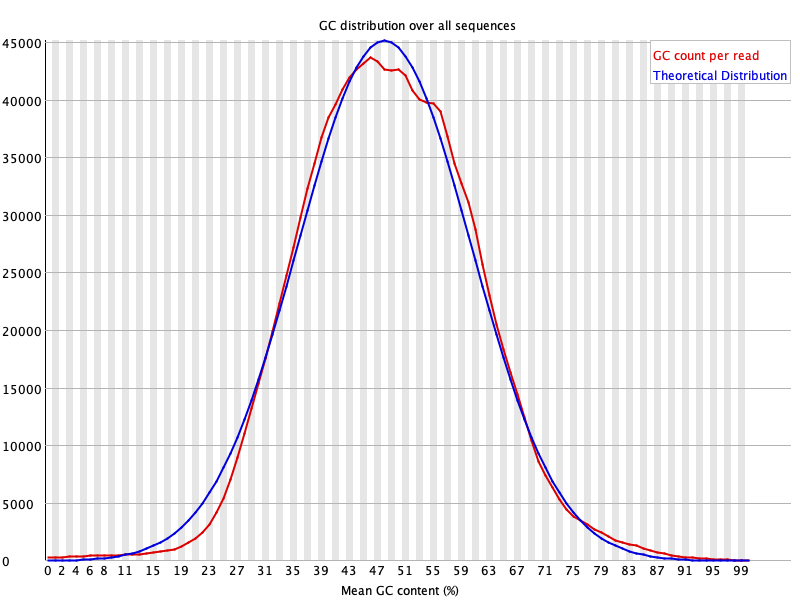 GC distribution over all sequences
GC count per read
Theoretical Distribution
45000
40000
35000
30000
25000
20000
15000
10000
5000
0
0 2 4 6 8 11 15 19 23 27 31 35 39 43 47 51 55 59 63 67 71 75 79 83 87 91 95 99
Mean GC content (%)